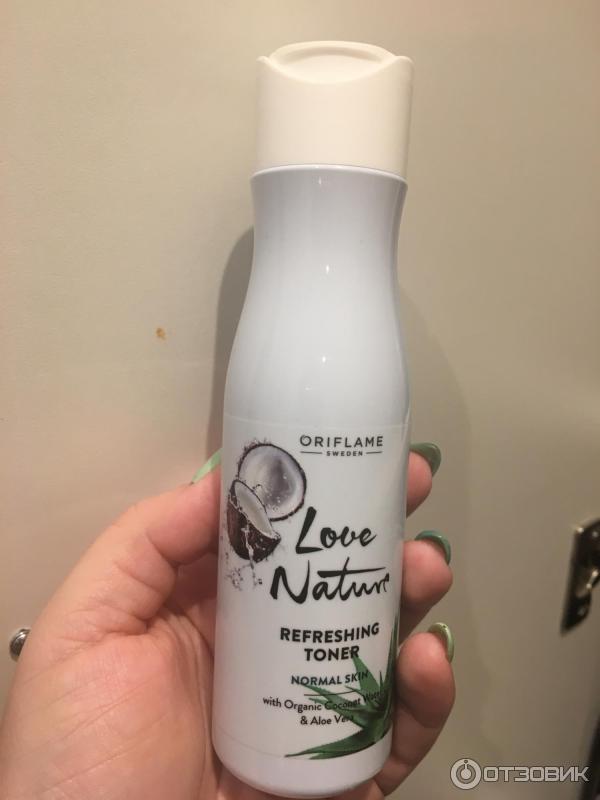 ORIFLAME
SWEDEN
Love
Nature
REFRESHING
TONER
NORMAL SKIN
with Organic Coconut Water
& Aloe Vera
ОТЗОВИК